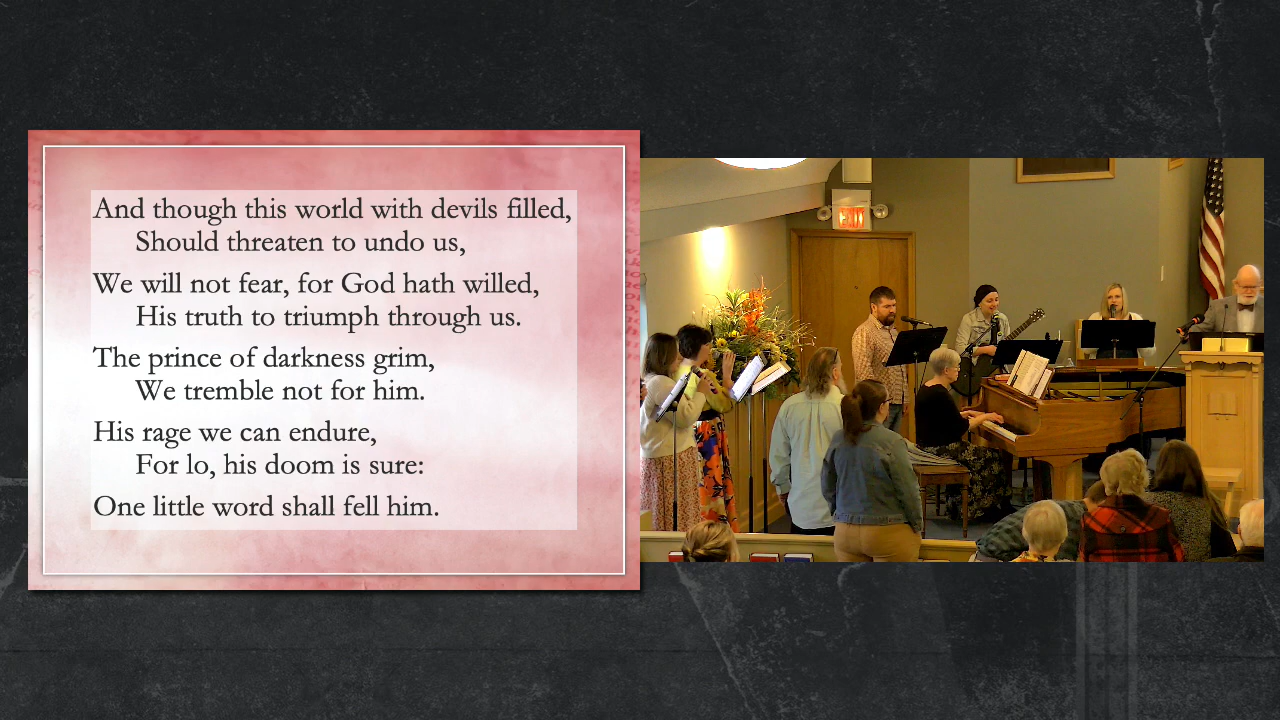 And though this world with devils filled,
Should threaten to undo us,
We will not fear, for God hath willed,
His truth to triumph through us.
The prince of darkness grim,
We tremble not for him.
His rage we can endure,
For lo, his doom is sure:
One little word shall fell him.
EXIT